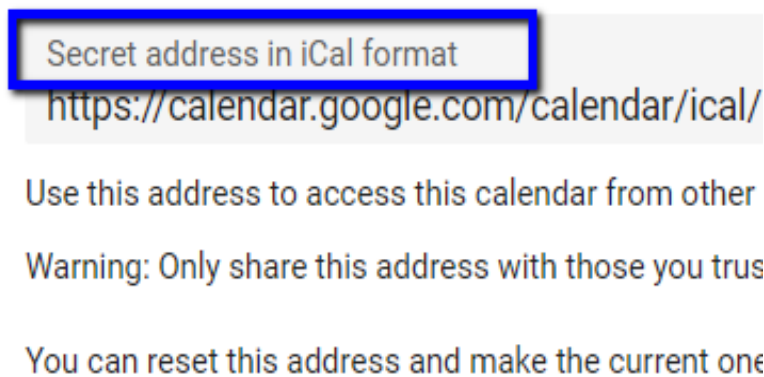 Secret address in iCal format
https://calendar.google.com/calendar/ical/
Use this address to access this calendar from other
Warning: Only share this address with those you trus
You can reset this address and make the current one